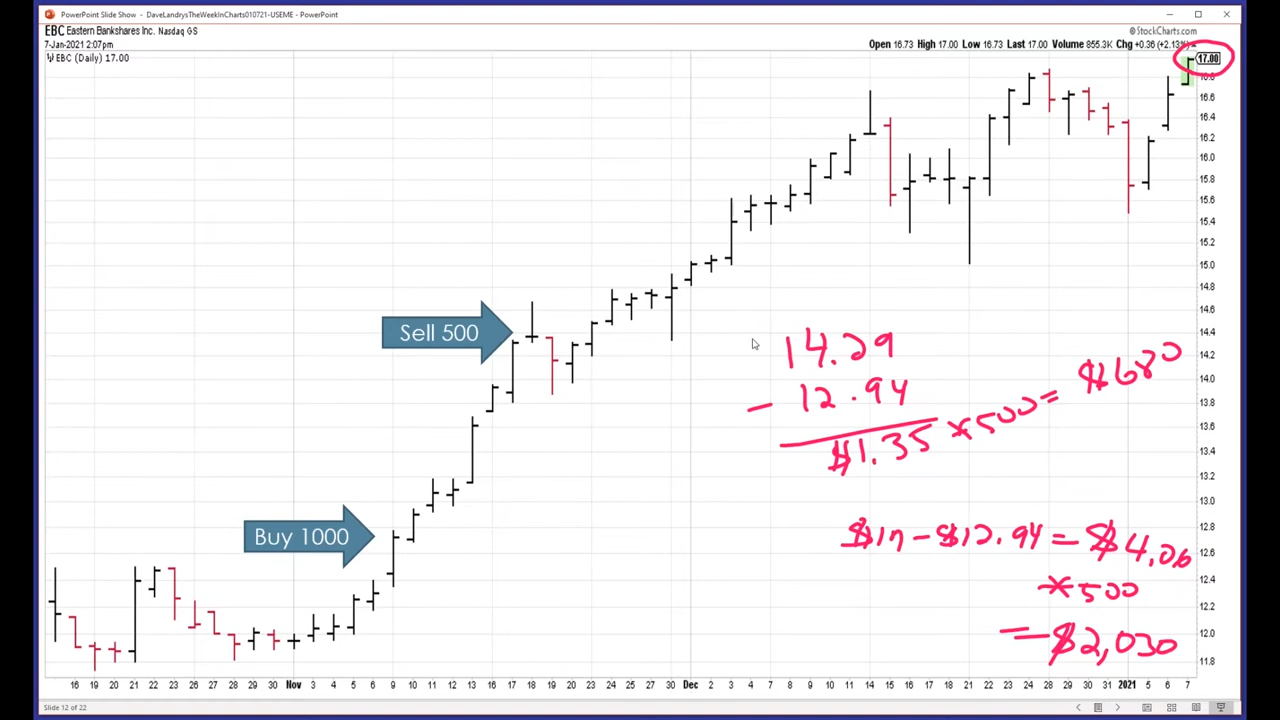 PowerPoint Slide Show - DaveLandrysTheWeekInCharts010721-USEME - PowerPoint
EBC Eastern Bankshares Inc. Nasdaq GS
© StockCharts.com
7-Jan-2021 2:07pm
Open 16.73 High 17.00 Low 16.73 Last 17.00 Volume 855.3K Chg +0.36 (+2.13%)
EBC (Daily) 17.00
17.00
16.8
16.6
16.4
16.2
16.0
15.8
15.6
15.4
15.2
15.0
14.8
14.6
14.4
14.2
14.0
13.8
13.6
13.4
13.2
13.0
12.8
12.6
12.4
12.2
12.0
11.8
Sell 500
14.29
- 12.94
$1.35 *500= $680
Buy 1000
$17 - $12.94 = $4.06
*500
= $2,030
16 19 20 21 22 23 26 27 28 29 30 Nov 3 4 5 6 9 10 11 12 13 16 17 18 19 20 23 24 25 27 30 Dec 2 3 4 7 8 9 10 11 14 15 16 17 18 21 22 23 24 28 29 30 31 2021 5 6 7
Slide 12 of 22